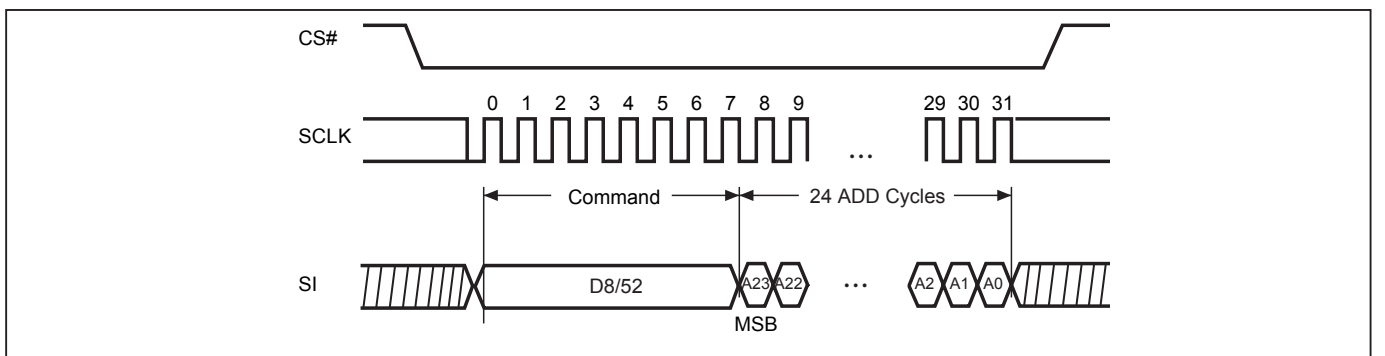 CS#
0 1 2 3 4 5 6 7 8 9 29 30 31
SCLK
...
Command 24 ADD Cycles
SI D8/52 A23 A22 ... A2 A1 A0
MSB